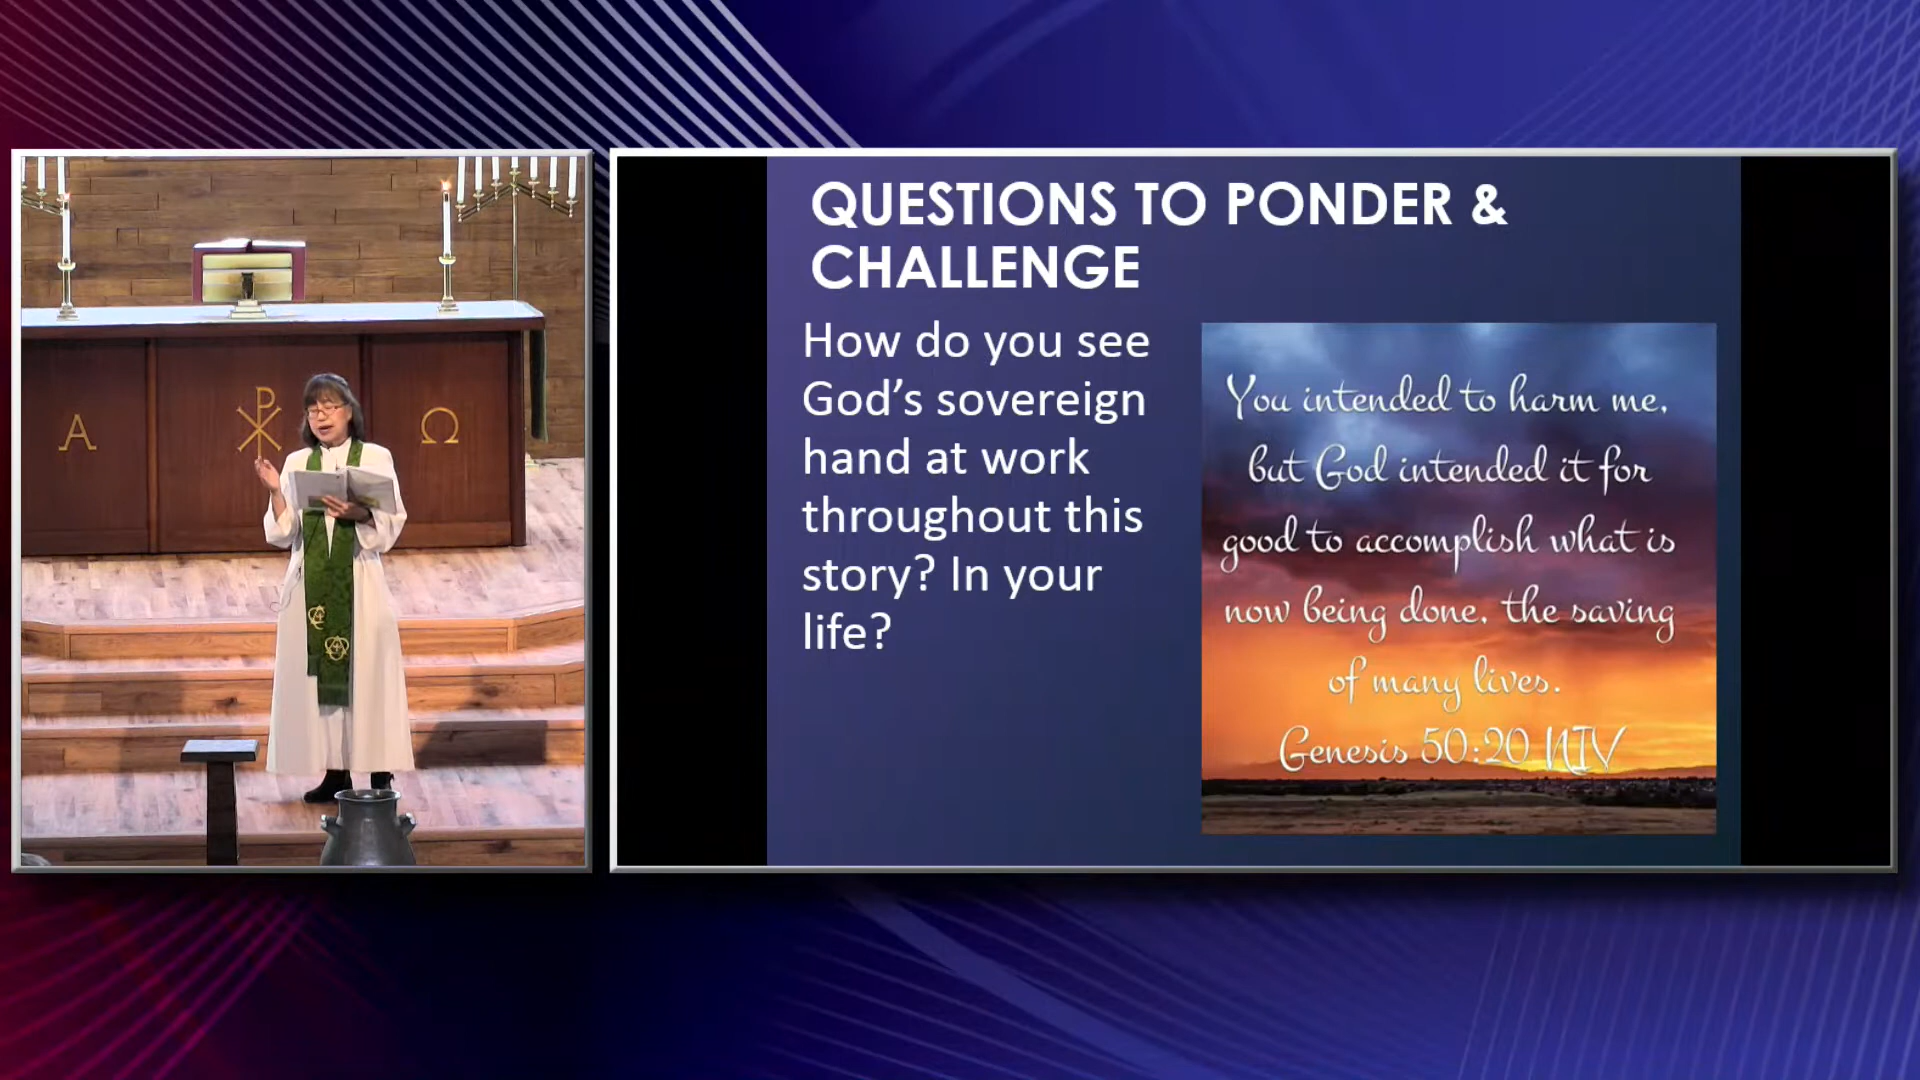 Α
☧
Ω
QUESTIONS TO PONDER &
CHALLENGE
How do you see
God’s sovereign
hand at work
throughout this
story? In your
life?
You intended to harm me,
but God intended it for
good to accomplish what is
now being done, the saving
of many lives.
Genesis 50:20 NIV